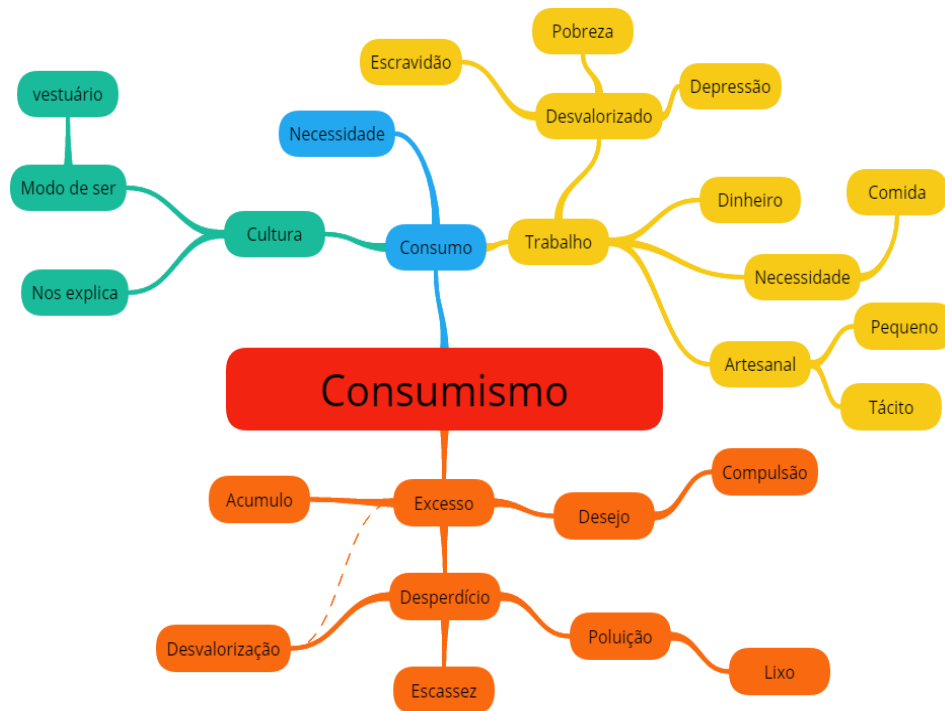 Pobreza
Escravidão
Depressão
vestuário
Desvalorizado
Necessidade
Modo de ser
Dinheiro
Comida
Cultura
Consumo
Trabalho
Necessidade
Nos explica
Pequeno
Artesanal
Tácito
Consumismo
Compulsão
Acumulo
Excesso
Desejo
Desperdício
Poluição
Desvalorização
Lixo
Escassez